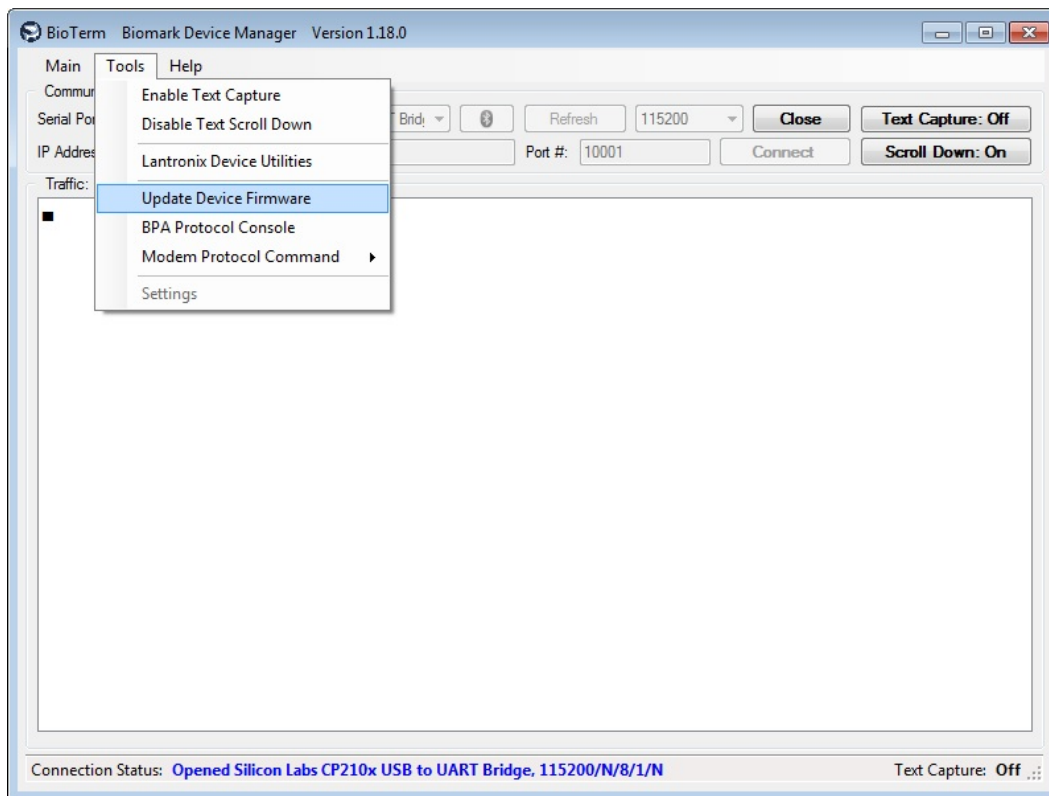 BioTerm Biomark Device Manager Version 1.18.0
Main Tools Help
Enable Text Capture
Disable Text Scroll Down
Lantronix Device Utilities
Update Device Firmware
BPA Protocol Console
Modem Protocol Command
Settings
Serial Refresh 115200 Close Text Capture: Off
IP Port #: 10001 Connect Scroll Down: On
Traffic:
Connection Status: Opened Silicon Labs CP210x USB to UART Bridge, 115200/N/8/1/N Text Capture: Off